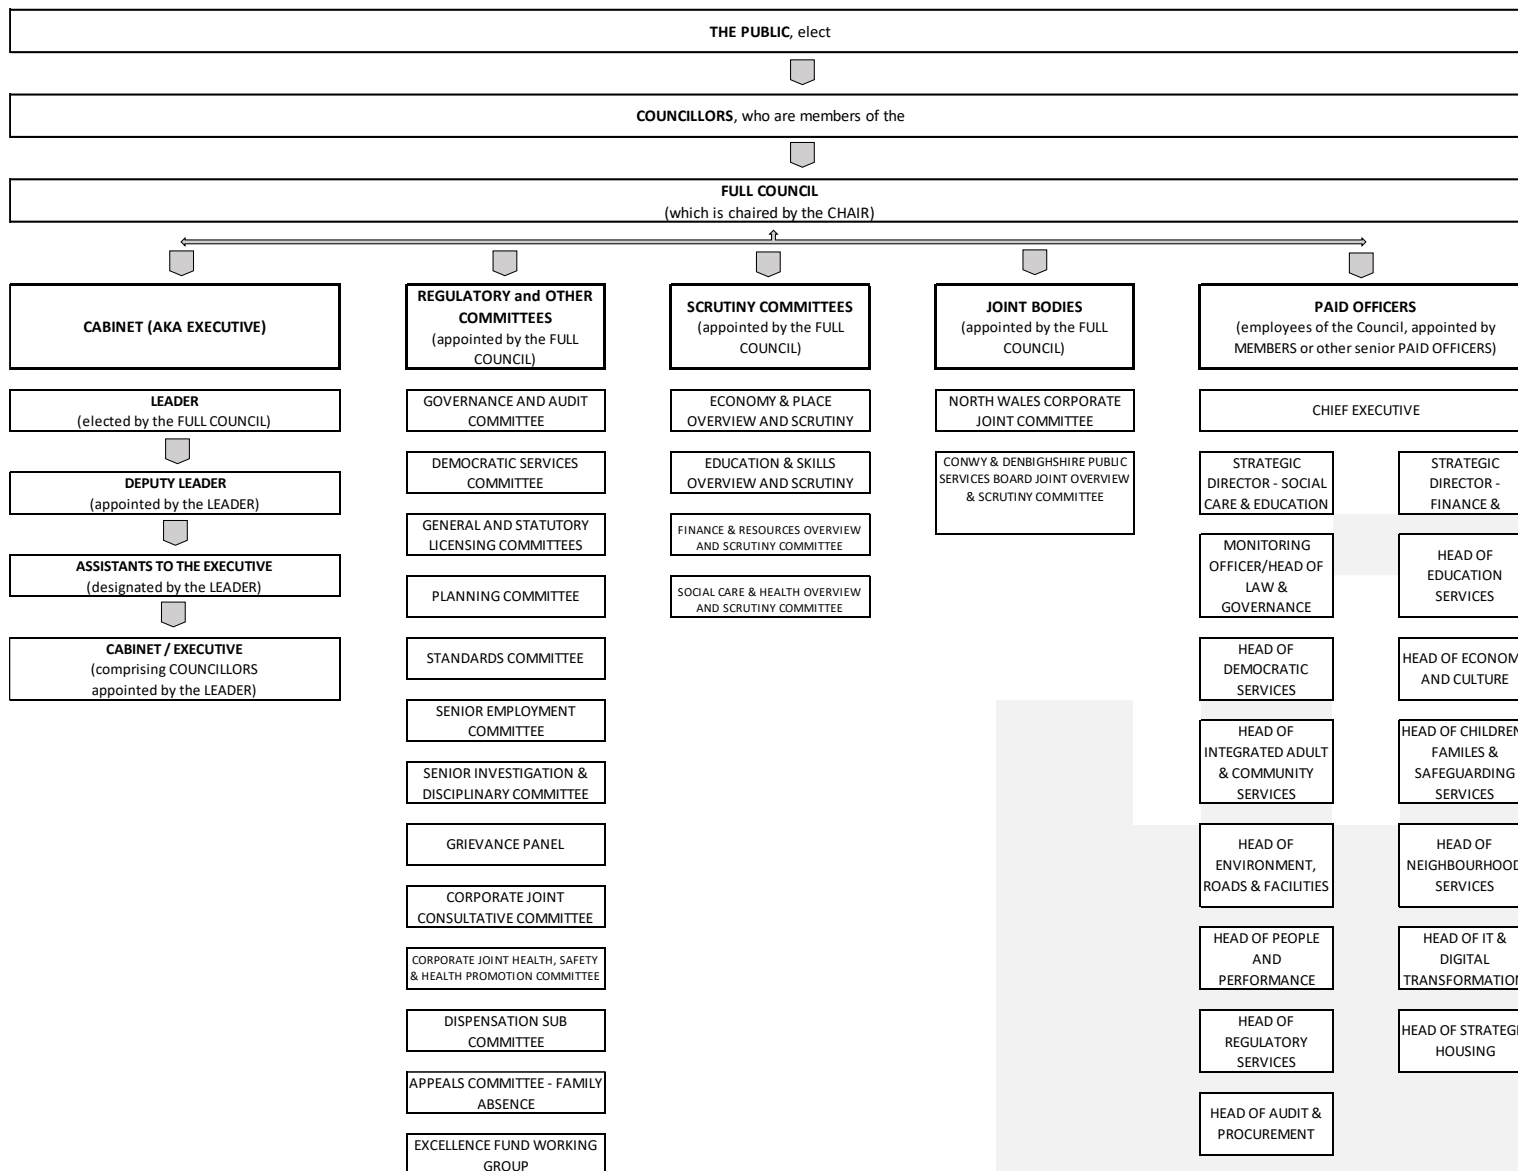 THE PUBLIC, elect
COUNCILLORS, who are members of the
FULL COUNCIL
(which is chaired by the CHAIR)
CABINET (AKA EXECUTIVE)
LEADER
(elected by the FULL COUNCIL)
DEPUTY LEADER
(appointed by the LEADER)
ASSISTANTS TO THE EXECUTIVE
(designated by the LEADER)
CABINET / EXECUTIVE
(comprising COUNCILLORS
appointed by the LEADER)
REGULATORY and OTHER
COMMITTEES
(appointed by the FULL
COUNCIL)
GOVERNANCE AND AUDIT
COMMITTEE
DEMOCRATIC SERVICES
COMMITTEE
GENERAL AND STATUTORY
LICENSING COMMITTEES
PLANNING COMMITTEE
STANDARDS COMMITTEE
SENIOR EMPLOYMENT
COMMITTEE
SENIOR INVESTIGATION &
DISCIPLINARY COMMITTEE
GRIEVANCE PANEL
CORPORATE JOINT
CONSULTATIVE COMMITTEE
CORPORATE JOINT HEALTH, SAFETY
& HEALTH PROMOTION COMMITTEE
DISPENSATION SUB
COMMITTEE
APPEALS COMMITTEE - FAMILY
ABSENCE
EXCELLENCE FUND WORKING
GROUP
SCRUTINY COMMITTEES
(appointed by the FULL
COUNCIL)
ECONOMY & PLACE
OVERVIEW AND SCRUTINY
EDUCATION & SKILLS
OVERVIEW AND SCRUTINY
FINANCE & RESOURCES OVERVIEW
AND SCRUTINY COMMITTEE
SOCIAL CARE & HEALTH OVERVIEW
AND SCRUTINY COMMITTEE
JOINT BODIES
(appointed by the FULL
COUNCIL)
NORTH WALES CORPORATE
JOINT COMMITTEE
CONWY & DENBIGHSHIRE PUBLIC
SERVICES BOARD JOINT OVERVIEW
& SCRUTINY COMMITTEE
PAID OFFICERS
(employees of the Council, appointed by
MEMBERS or other senior PAID OFFICERS)
CHIEF EXECUTIVE
STRATEGIC
DIRECTOR - SOCIAL
CARE & EDUCATION
MONITORING
OFFICER/HEAD OF
LAW &
GOVERNANCE
HEAD OF
DEMOCRATIC
SERVICES
HEAD OF
INTEGRATED ADULT
& COMMUNITY
SERVICES
HEAD OF
ENVIRONMENT,
ROADS & FACILITIES
HEAD OF PEOPLE
AND
PERFORMANCE
HEAD OF
REGULATORY
SERVICES
HEAD OF AUDIT &
PROCUREMENT
STRATEGIC
DIRECTOR -
FINANCE &
HEAD OF
EDUCATION
SERVICES
HEAD OF
AND CULTURE
HEAD OF
FAMILES &
SAFEGUARDING
SERVICES
HEAD OF
SERVICES
HEAD OF IT &
DIGITAL
HEAD OF
HOUSING